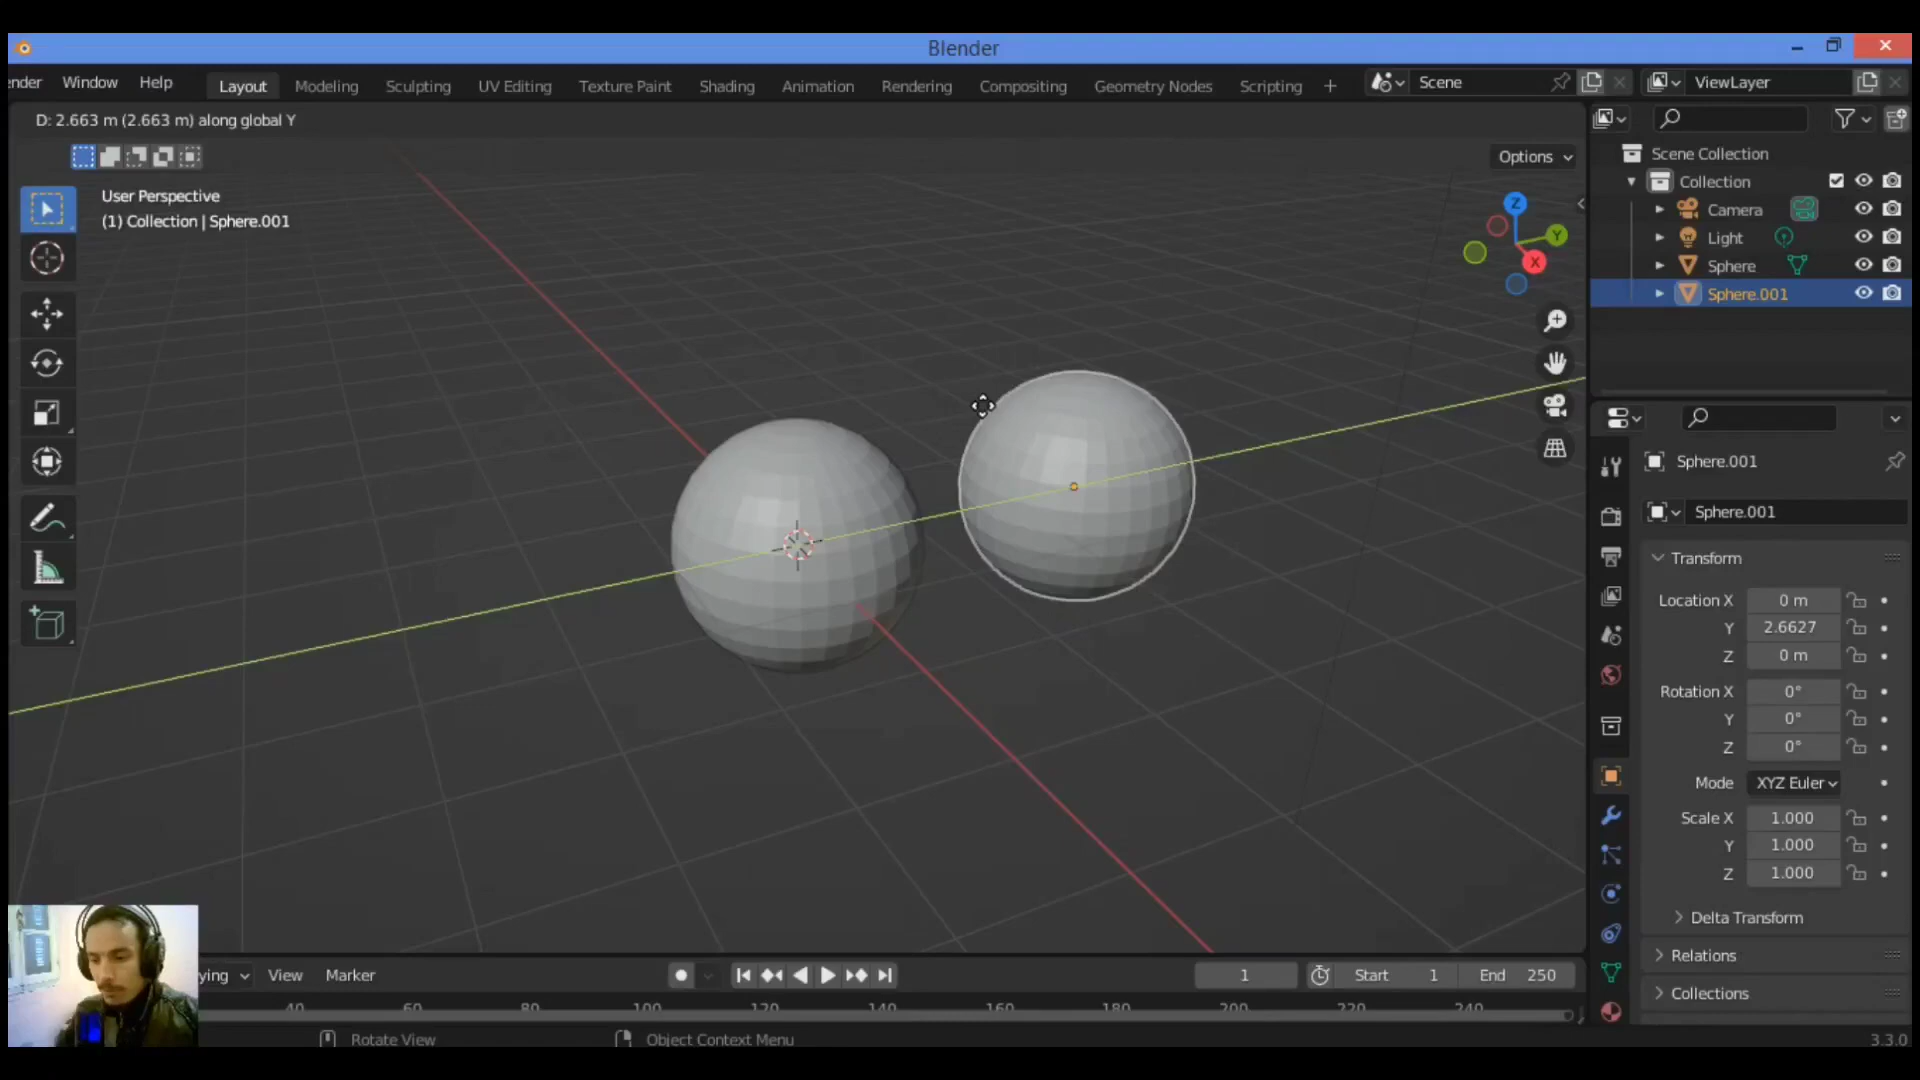 Blender
nder Window Help Layout Modeling Sculpting UV Editing Texture Paint Shading Animation Rendering Compositing Geometry Nodes Scripting + Scene ViewLayer
D: 2.663 m (2.663 m) along global Y
Options
User Perspective
(1) Collection | Sphere.001
Z
Y
X
Scene Collection
Collection
Camera
Light
Sphere
Sphere.001
Sphere.001
Sphere.001
Transform
Location X 0 m
Y 2.6627
Z 0 m
Rotation X 0°
Y 0°
Z 0°
Mode XYZ Euler
Scale X 1.000
Y 1.000
Z 1.000
Delta Transform
Relations
Collections
ying View Marker 1 Start 1 End 250
40 60 80 100 120 140 160 180 200 220 240
Rotate View Object Context Menu 3.3.0